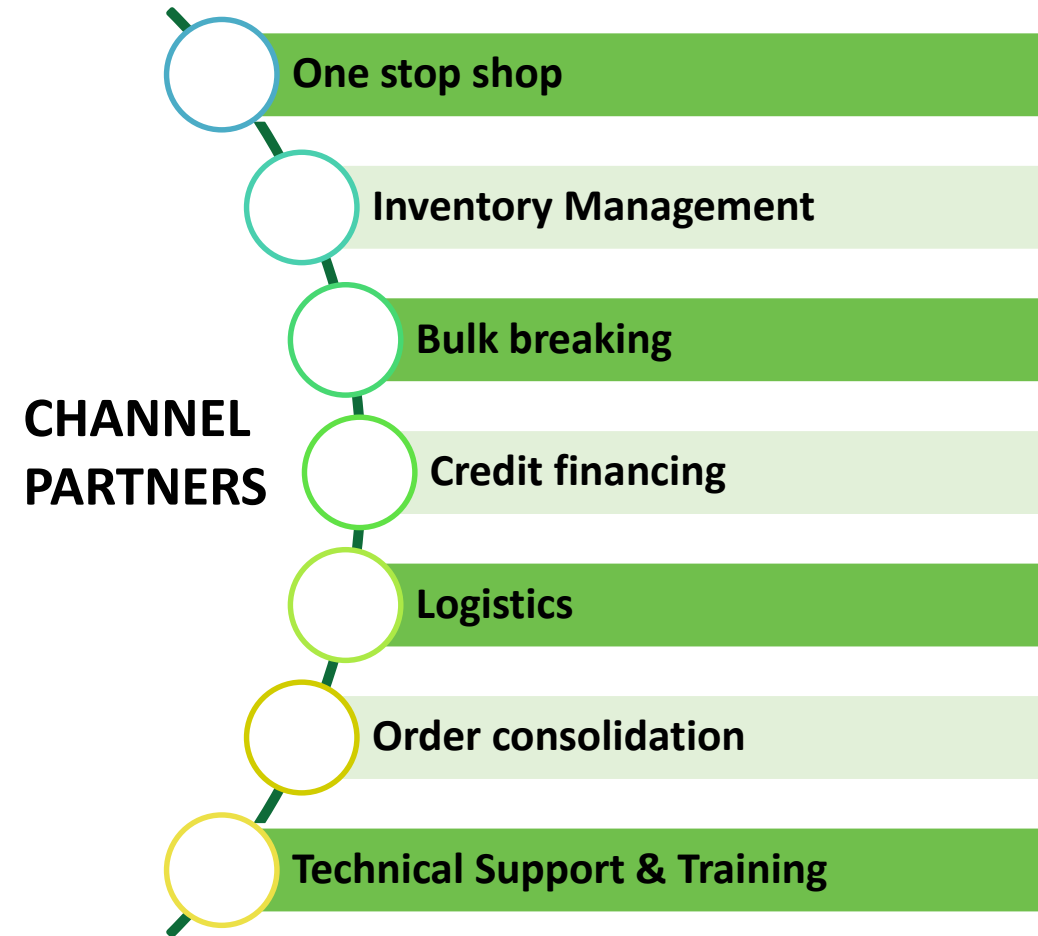 One stop shop
Inventory Management
Bulk breaking
CHANNEL
PARTNERS
Credit financing
Logistics
Order consolidation
Technical Support & Training